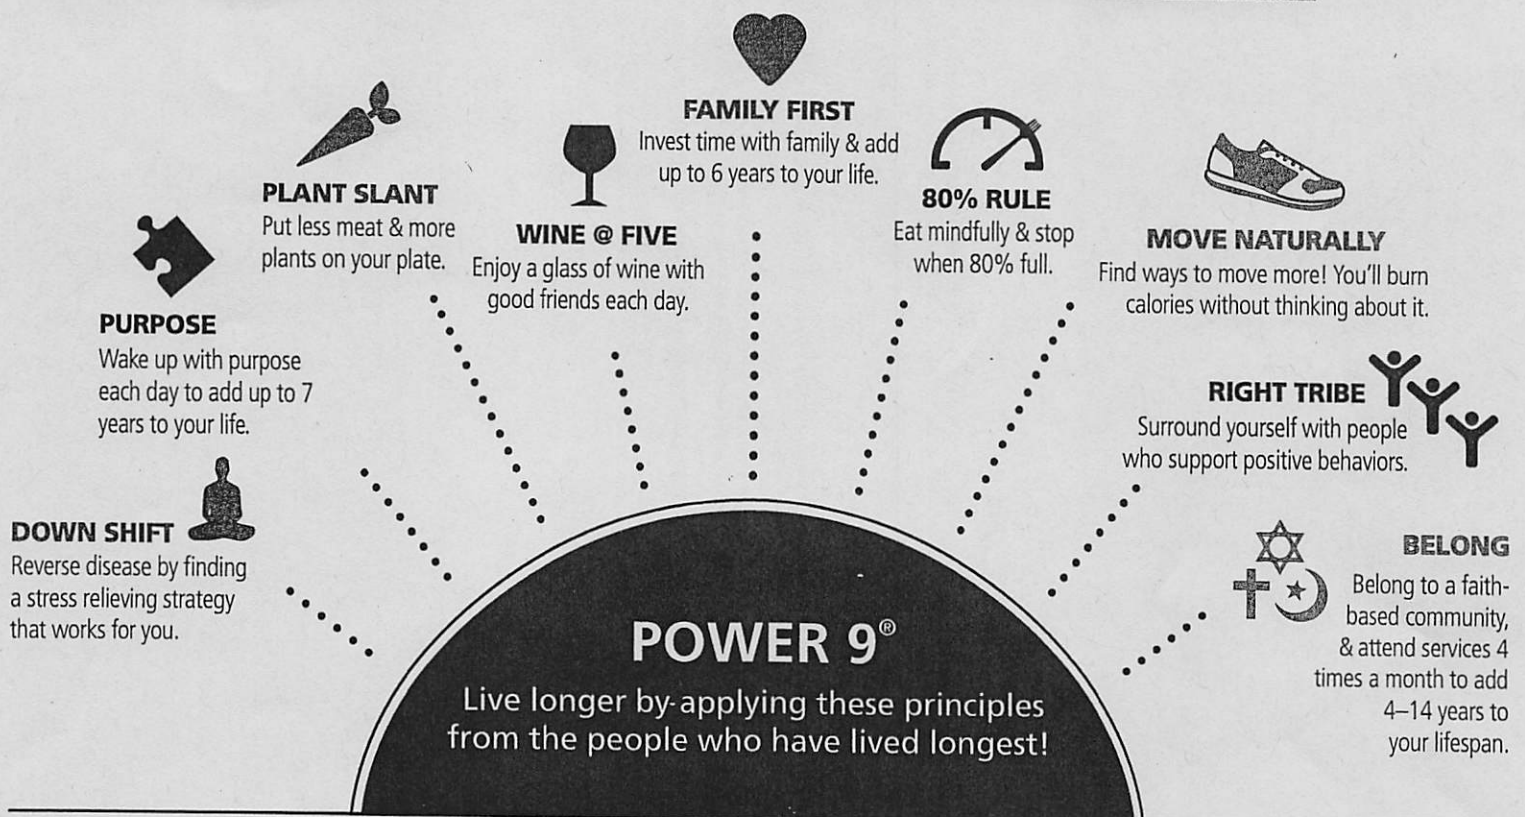 FAMILY FIRST
Invest time with family & add
up to 6 years to your life.
PLANT SLANT
Put less meat & more
plants on your plate.
WINE @ FIVE
Enjoy a glass of wine with
good friends each day.
80% RULE
Eat mindfully & stop
when 80% full.
MOVE NATURALLY
Find ways to move more! You'll burn
calories without thinking about it.
PURPOSE
Wake up with purpose
each day to add up to 7
years to your life.
RIGHT TRIBE
Surround yourself with people
who support positive behaviors.
DOWN SHIFT
Reverse disease by finding
a stress relieving strategy
that works for you.
BELONG
Belong to a faith-
based community,
& attend services 4
times a month to add
4–14 years to
your lifespan.
POWER 9®
Live longer by applying these principles
from the people who have lived longest!